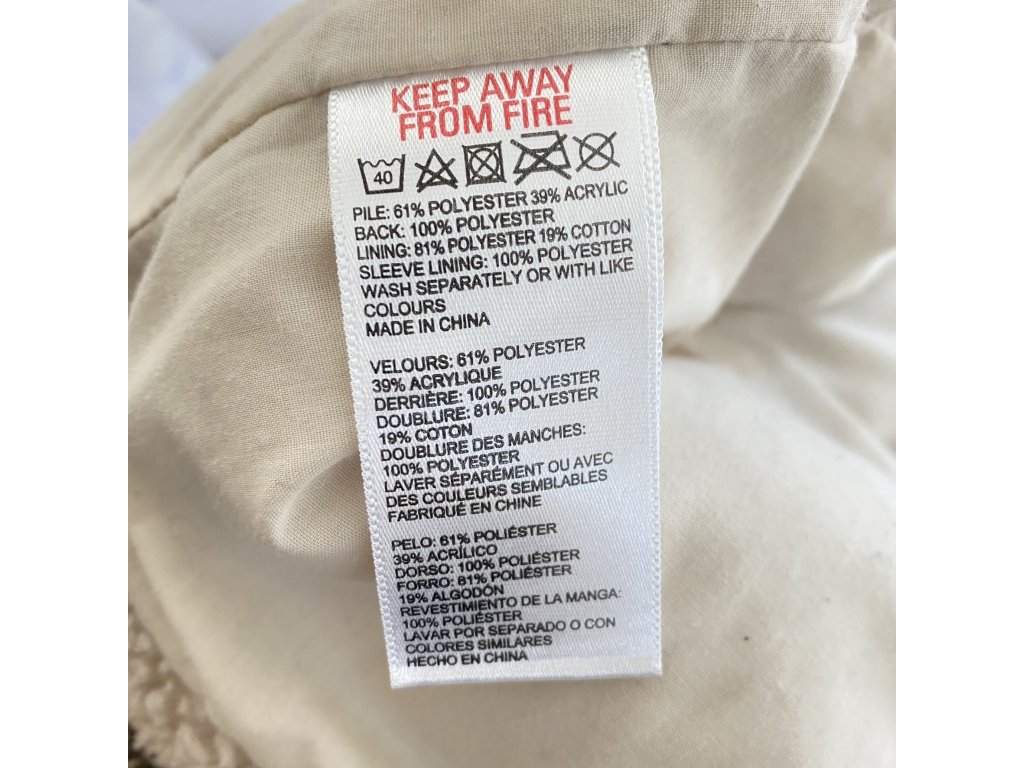 KEEP AWAY
FROM FIRE
40
PILE: 61% POLYESTER 39% ACRYLIC
BACK: 100% POLYESTER
LINING: 81% POLYESTER 19% COTTON
SLEEVE LINING: 100% POLYESTER
WASH SEPARATELY OR WITH LIKE
COLOURS
MADE IN CHINA
VELOURS: 61% POLYESTER
39% ACRYLIQUE
DERRIÈRE: 100% POLYESTER
DOUBLURE: 81% POLYESTER
19% COTON
DOUBLURE DES MANCHES:
100% POLYESTER
LAVER SÉPARÉMENT OU AVEC
DES COULEURS SEMBLABLES
FABRIQUÉ EN CHINE
PELO: 61% POLIÉSTER
39% ACRÍLICO
DORSO: 100% POLIÉSTER
FORRO: 81% POLIÉSTER
19% ALGODÓN
REVESTIMIENTO DE LA MANGA:
100% POLIÉSTER
LAVAR POR SEPARADO O CON
COLORES SIMILARES
HECHO EN CHINA